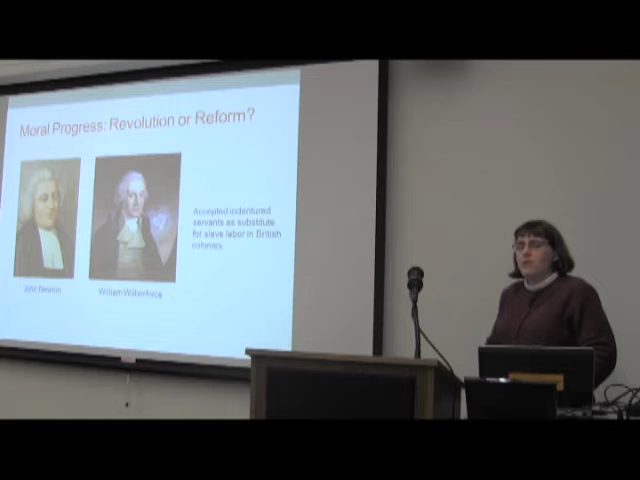 Moral Progress: Revolution or Reform?
Accepted indentured
servants as substitute
for slave labor in British
colonies.
John Newton
William Wilberforce